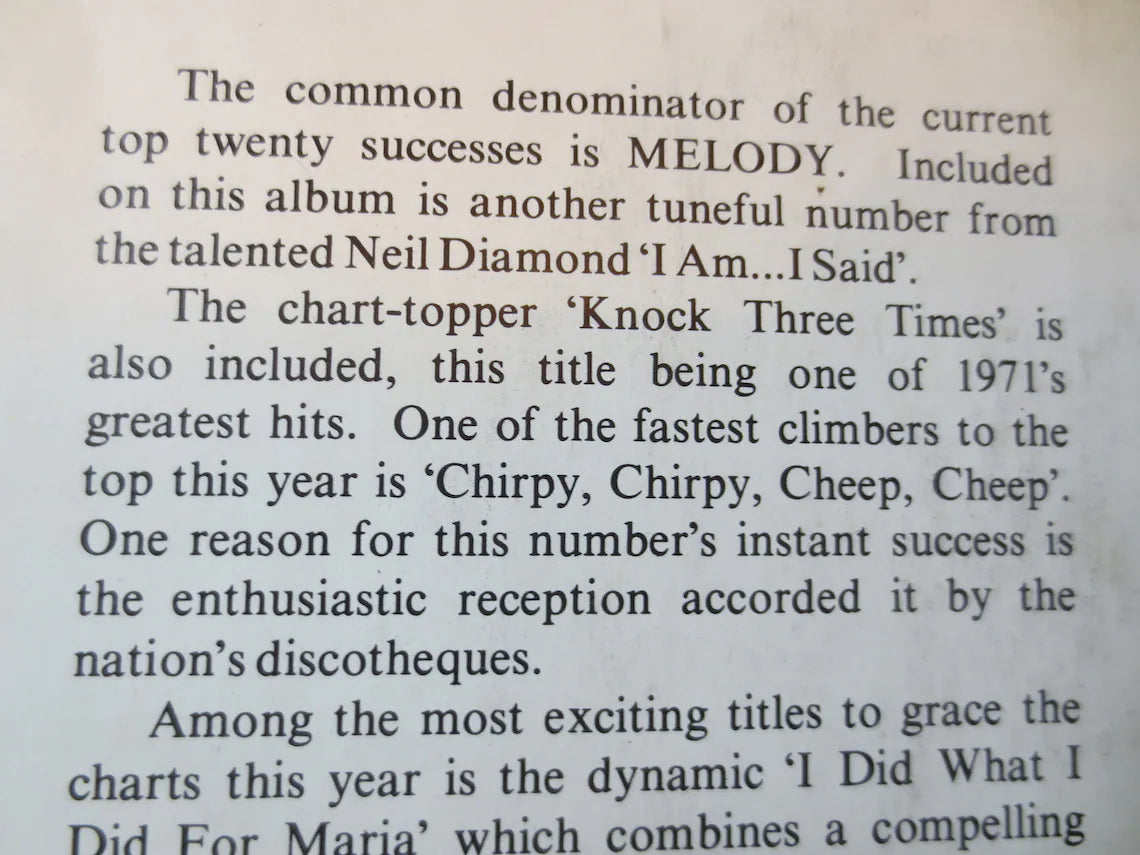 The common denominator of the current
top twenty successes is MELODY. Included
on this album is another tuneful number from
the talented Neil Diamond ‘I Am...I Said’.
The chart-topper ‘Knock Three Times’ is
also included, this title being one of 1971’s
greatest hits. One of the fastest climbers to the
top this year is ‘Chirpy, Chirpy, Cheep, Cheep’.
One reason for this number’s instant success is
the enthusiastic reception accorded it by the
nation’s discotheques.
Among the most exciting titles to grace the
charts this year is the dynamic ‘I Did What I
Did For Maria’ which combines a compelling